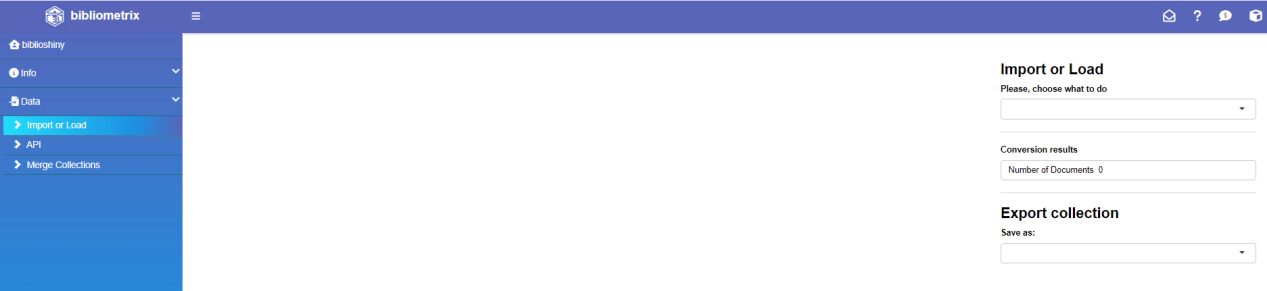 bibliometrix
biblioshiny
Info
Data
Import or Load
API
Merge Collections
Import or Load
Please, choose what to do
Conversion results
Number of Documents 0
Export collection
Save as: